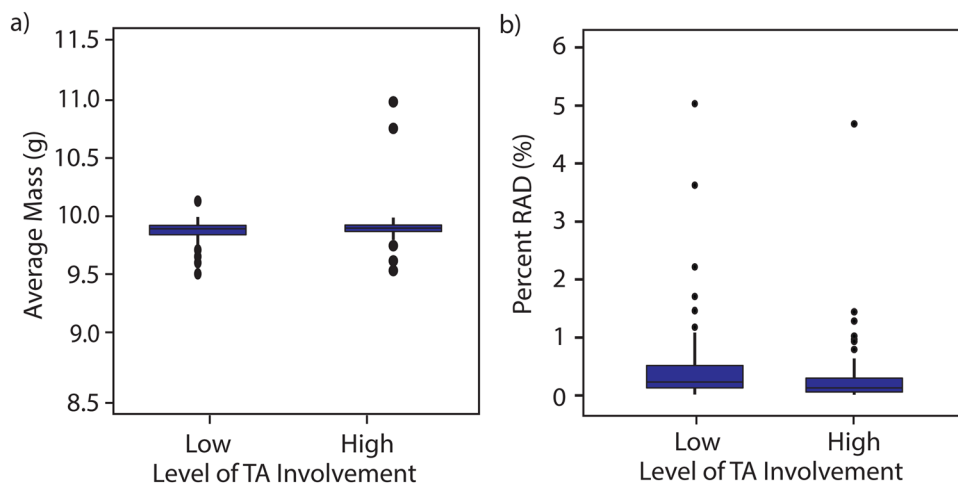 a)
Average Mass (g)
11.5
11.0
10.5
10.0
9.5
9.0
8.5
Low High
Level of TA Involvement
b)
Percent RAD (%)
6
5
4
3
2
1
0
Low High
Level of TA Involvement